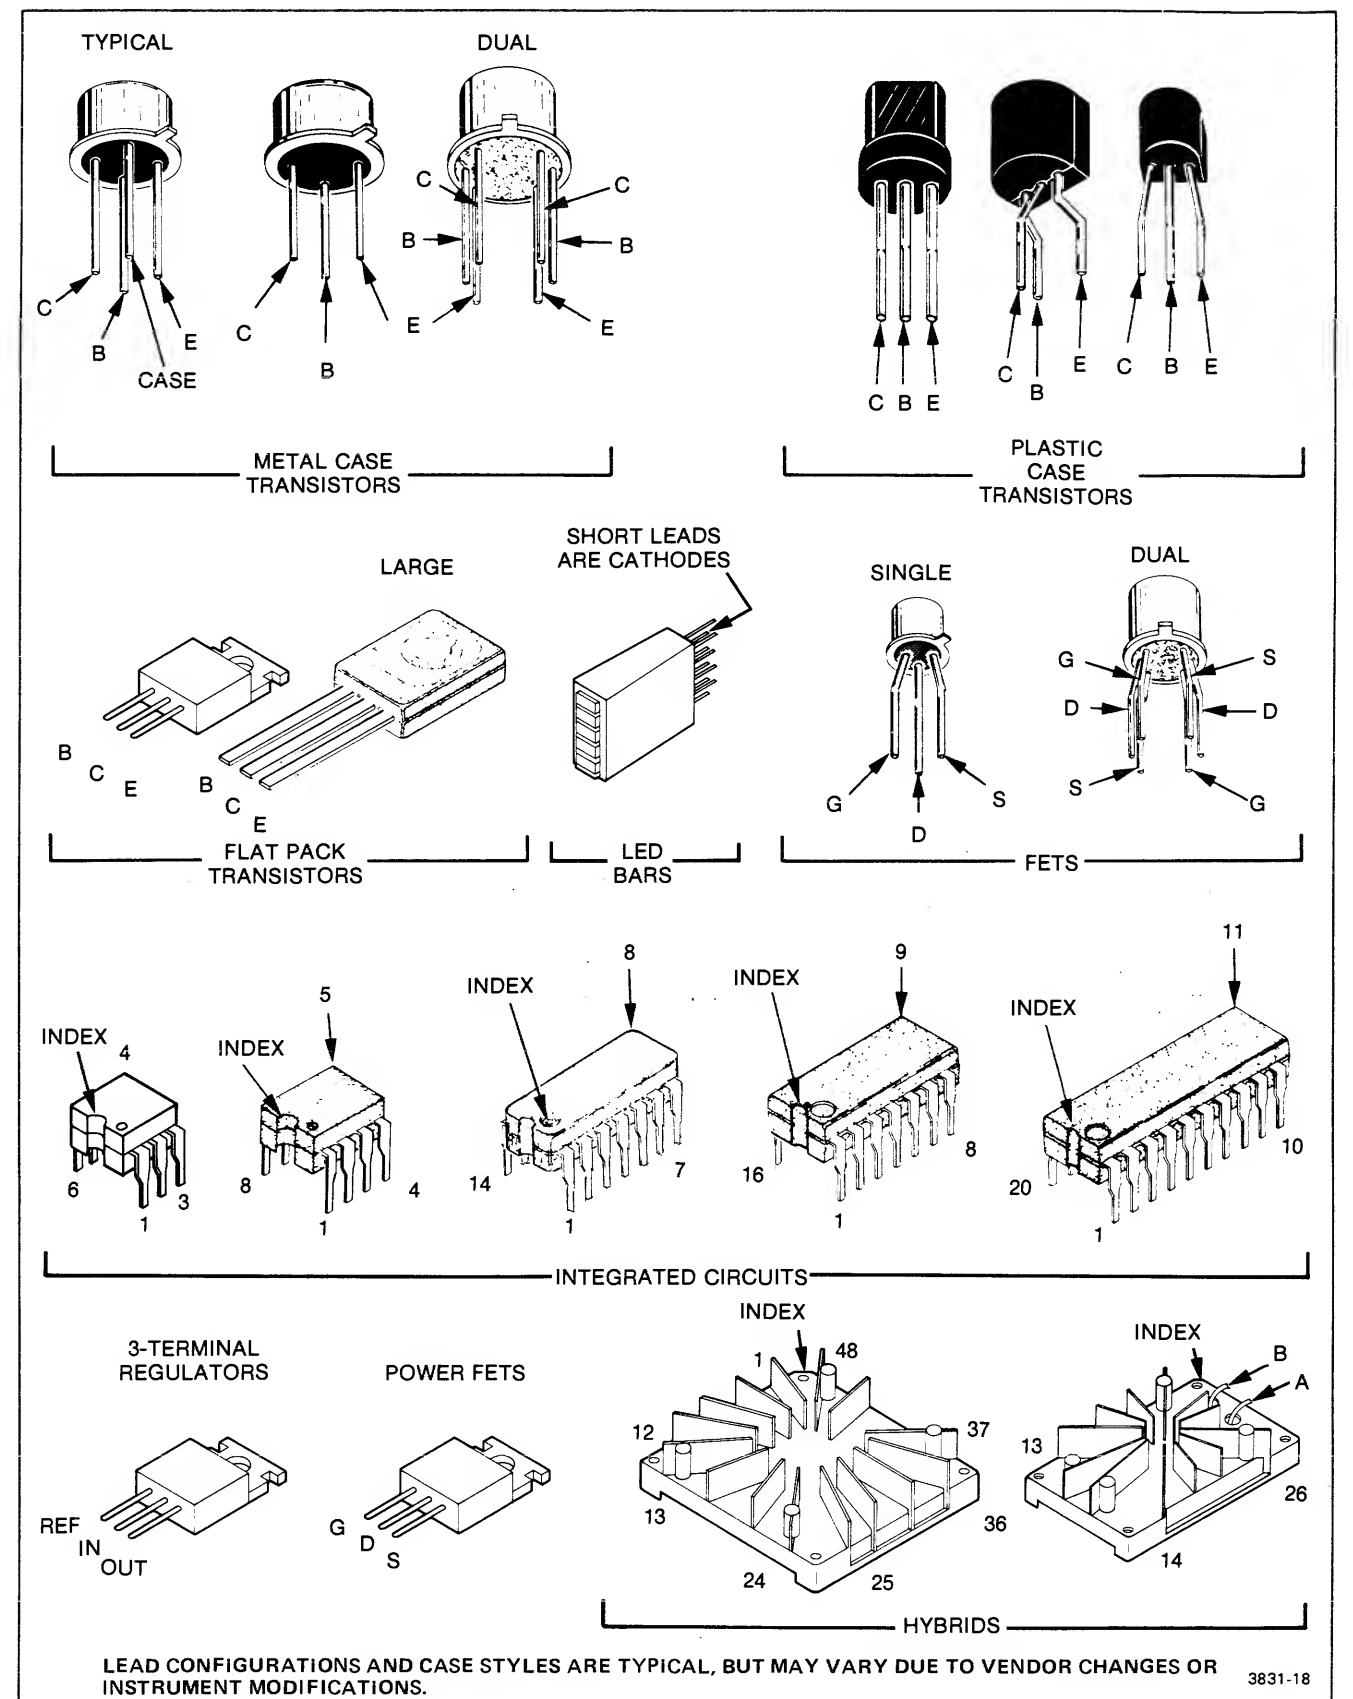 TYPICAL
DUAL
C
B
CASE
E
C
B
E
C
C
B
B
E
E
C B E
C
B
E
C
B
E
METAL CASE
TRANSISTORS
PLASTIC
CASE
TRANSISTORS
LARGE
SHORT LEADS
ARE CATHODES
SINGLE
DUAL
B
C
E
B
C
E
G
D
S
G
S
D
D
S
G
FLAT PACK
TRANSISTORS
LED
BARS
FETS
INDEX
4
6
1
3
INDEX
5
8
1
4
INDEX
8
14
1
7
INDEX
9
16
1
8
INDEX
11
20
1
10
INTEGRATED CIRCUITS
3-TERMINAL
REGULATORS
REF
IN
OUT
POWER FETS
G
D
S
INDEX
1
48
12
37
13
36
24
25
INDEX
B
A
13
26
14
HYBRIDS
LEAD CONFIGURATIONS AND CASE STYLES ARE TYPICAL, BUT MAY VARY DUE TO VENDOR CHANGES OR
INSTRUMENT MODIFICATIONS.
3831-18